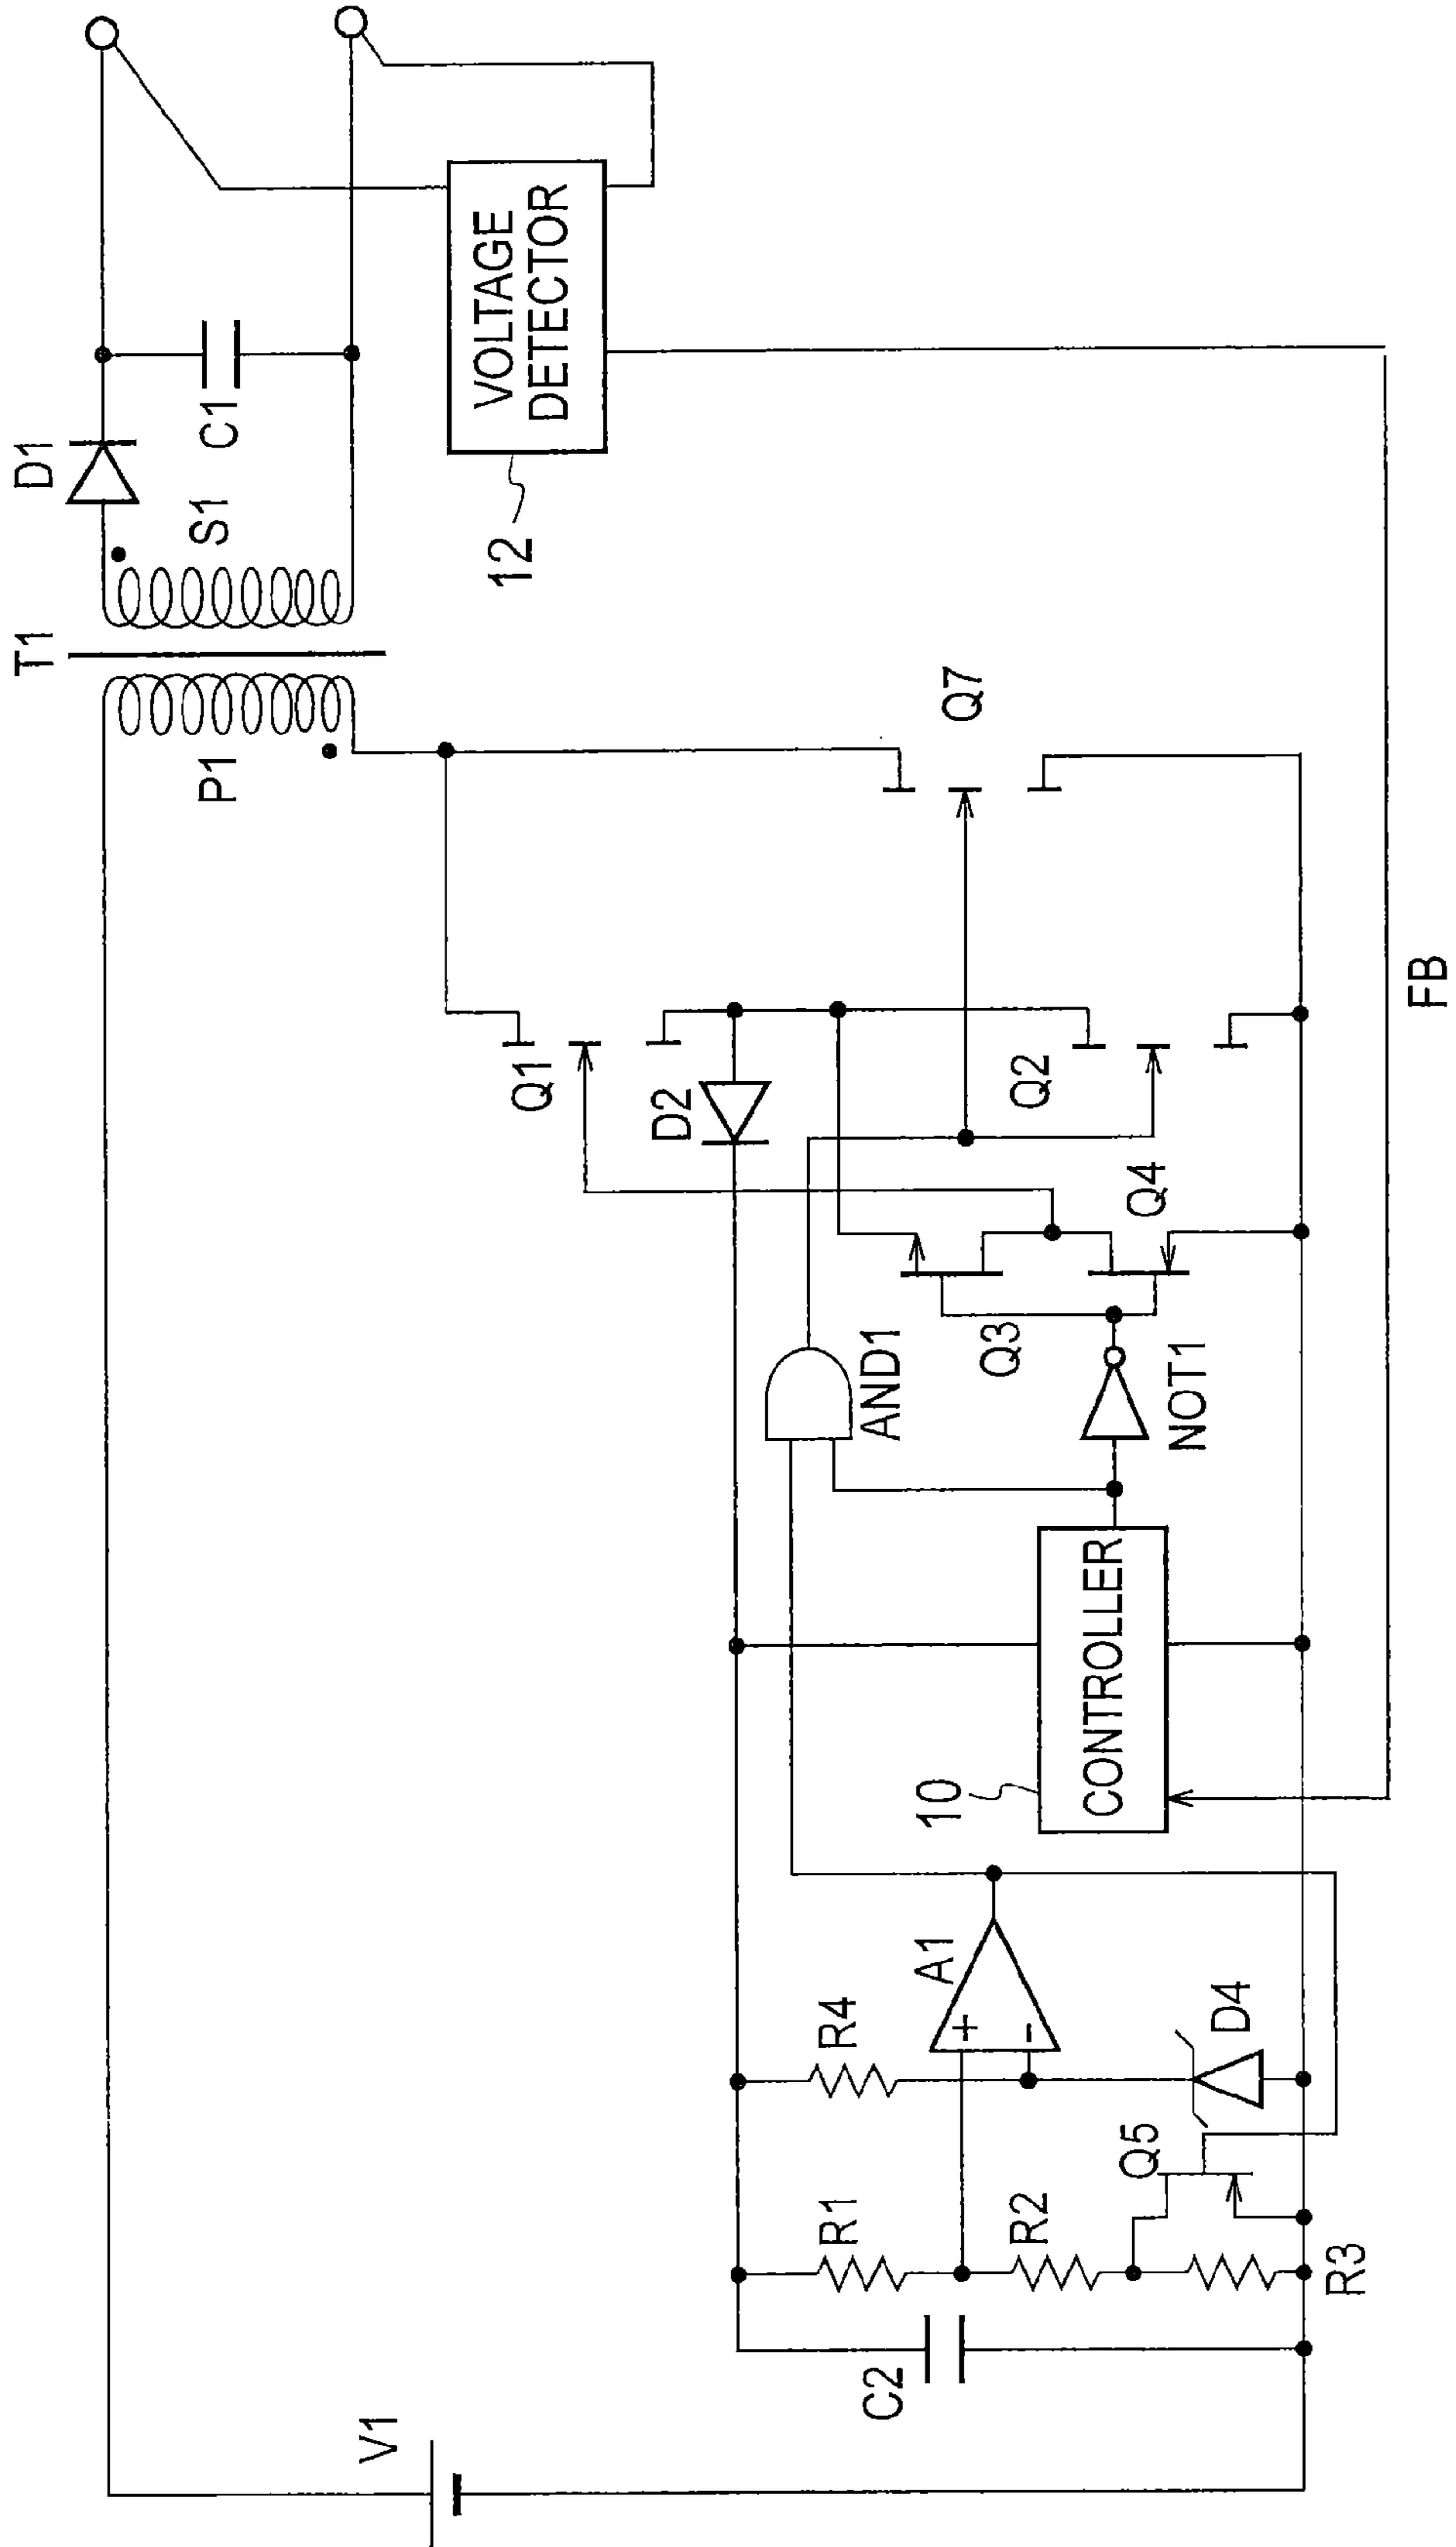 V1
T1
P1
S1
D1
C1
VOLTAGE
DETECTOR
12
Q7
Q1
D2
Q2
Q4
Q3
AND1
NOT1
CONTROLLER
10
A1
+
-
R4
D4
Q5
R1
R2
R3
C2
FB